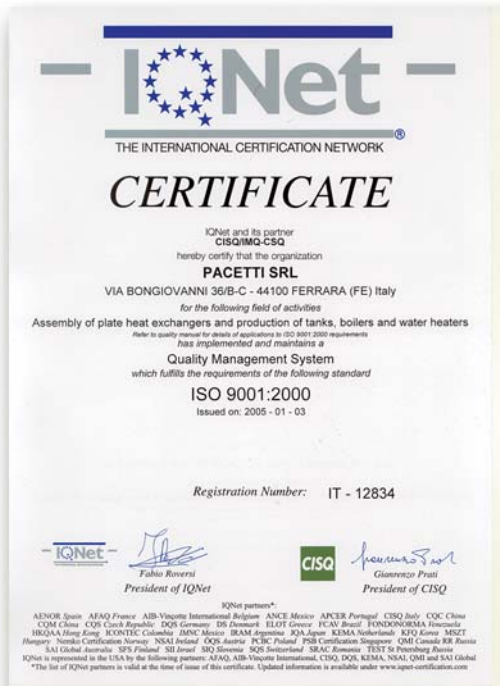 IQNet
®
THE INTERNATIONAL CERTIFICATION NETWORK
CERTIFICATE
IQNet and its partner
CISQ/IMQ-CSQ
hereby certify that the organization
PACETTI SRL
VIA BONGIOVANNI 36/B-C - 44100 FERRARA (FE) Italy
for the following field of activities
Assembly of plate heat exchangers and production of tanks, boilers and water heaters
Refer to quality manual for details of applications to ISO 9001:2000 requirements
has implemented and maintains a
Quality Management System
which fulfills the requirements of the following standard
ISO 9001:2000
Issued on: 2005 - 01 - 03
Registration Number: IT - 12834
IQNet
CISQ
Fabio Roversi
President of IQNet
Gianrenzo Prati
President of CISQ
IQNet partners*:
AENOR Spain AFAQ France AIB-Vinçotte International Belgium ANCE Mexico APCER Portugal CISQ Italy CQC China
CQM China CQS Czech Republic DQS Germany DS Denmark ELOT Greece FCAV Brazil FONDONORMA Venezuela
HKQAA Hong Kong ICONTEC Colombia IMNC Mexico IRAM Argentina JQA Japan KEMA Netherlands KFQ Korea MSZT
Hungary Nemko Certification Norway NSAI Ireland ÖQS Austria PCBC Poland PSB Certification Singapore QMI Canada RR Russia
SAI Global Australia SFS Finland SII Israel SIQ Slovenia SQS Switzerland SRAC Romania TEST St Petersburg Russia
IQNet is represented in the USA by the following partners: AFAQ, AIB-Vinçotte International, CISQ, DQS, KEMA, NSAI, QMI and SAI Global
*The list of IQNet partners is valid at the time of issue of this certificate. Updated information is available under www.iqnet-certification.com